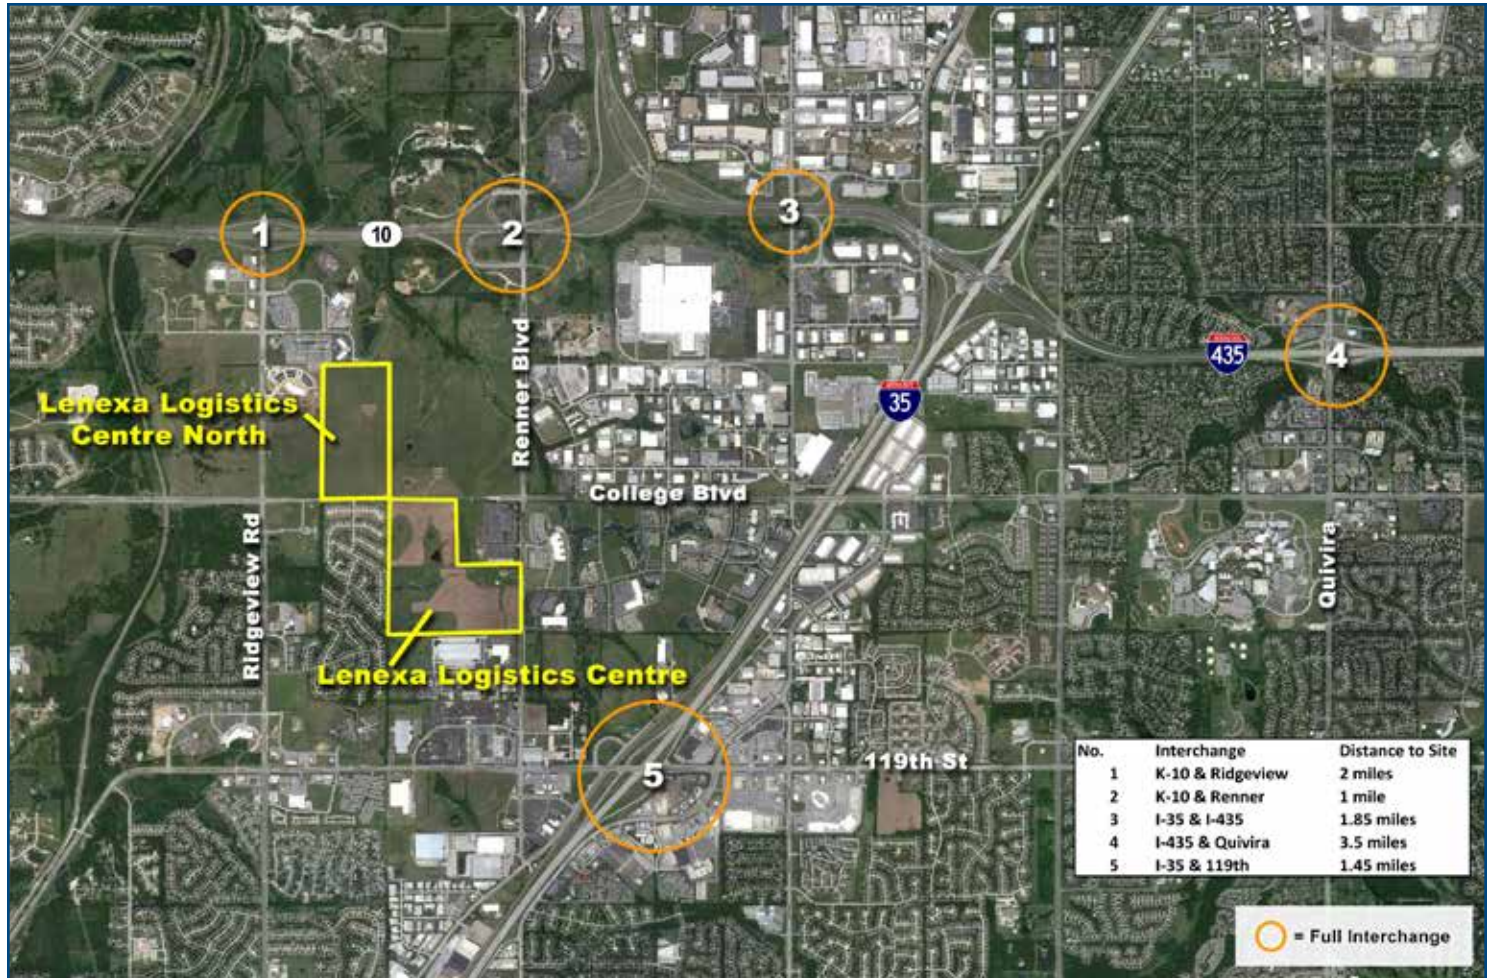 1
10
2
3
4
5
INTERSTATE
435
INTERSTATE
35
Renner Blvd
Lenexa Logistics
Centre North
College Blvd
Ridgeview Rd
Quivira
Lenexa Logistics Centre
119th St
No. Interchange Distance to Site
1 K-10 & Ridgeview 2 miles
2 K-10 & Renner 1 mile
3 I-35 & I-435 1.85 miles
4 I-435 & Quivira 3.5 miles
5 I-35 & 119th 1.45 miles
= Full Interchange